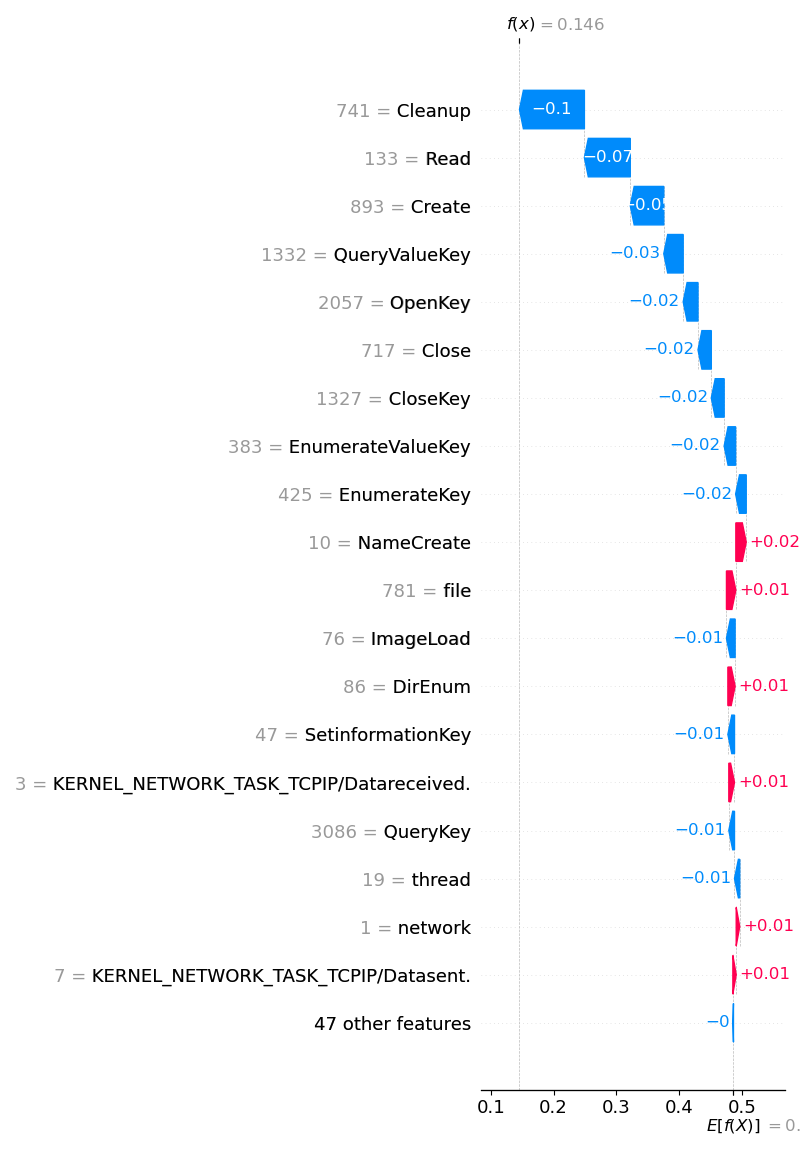 f(x) = 0.146
741 = Cleanup −0.1
133 = Read −0.07
893 = Create −0.05
1332 = QueryValueKey −0.03
2057 = OpenKey −0.02
717 = Close −0.02
1327 = CloseKey −0.02
383 = EnumerateValueKey −0.02
425 = EnumerateKey −0.02
10 = NameCreate +0.02
781 = file +0.01
76 = ImageLoad −0.01
86 = DirEnum +0.01
47 = SetinformationKey −0.01
3 = KERNEL_NETWORK_TASK_TCPIP/Datareceived. +0.01
3086 = QueryKey −0.01
19 = thread −0.01
1 = network +0.01
7 = KERNEL_NETWORK_TASK_TCPIP/Datasent. +0.01
47 other features −0
0.1 0.2 0.3 0.4 0.5
E[f(X)] = 0.